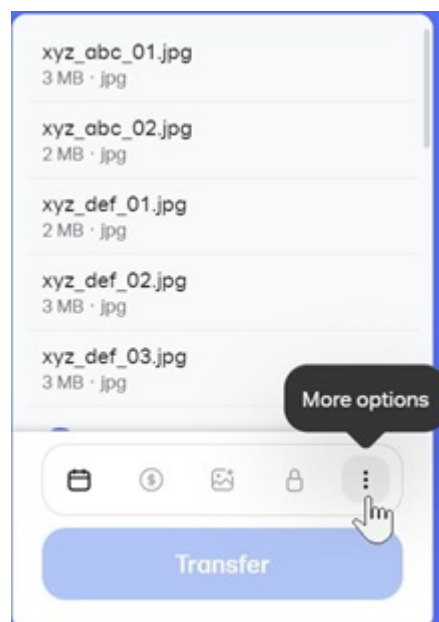 xyz_abc_01.jpg
3 MB · jpg
xyz_abc_02.jpg
2 MB · jpg
xyz_def_01.jpg
2 MB · jpg
xyz_def_02.jpg
3 MB · jpg
xyz_def_03.jpg
3 MB · jpg
More options
Transfer